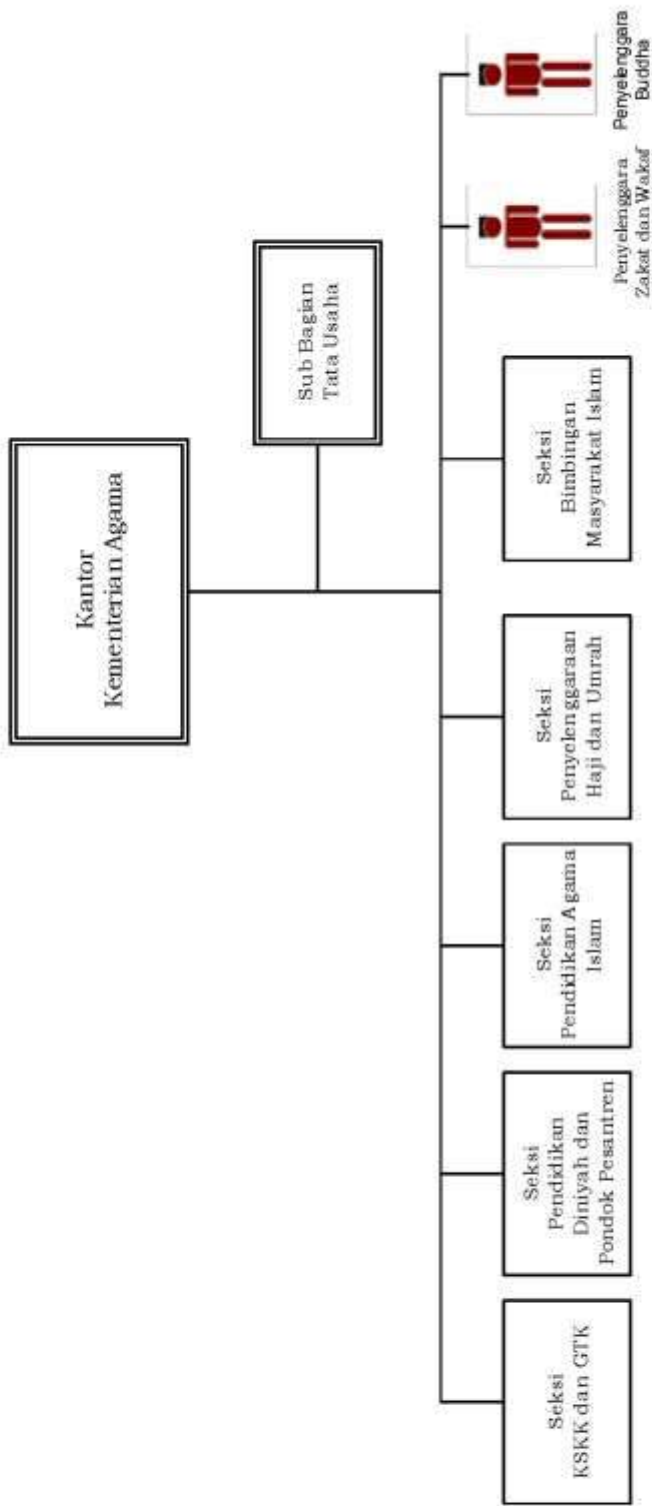 Kantor
Kementerian Agama
Sub Bagian
Tata Usaha
Seksi
KSKK dan GTK
Seksi
Pendidikan
Diniyah dan
Pondok Pesantren
Seksi
Pendidikan Agama
Islam
Seksi
Penyelenggaraan
Haji dan Umrah
Seksi
Bimbingan
Masyarakat Islam
Penyelenggara
Zakat dan Wakaf
Penyelenggara
Buddha